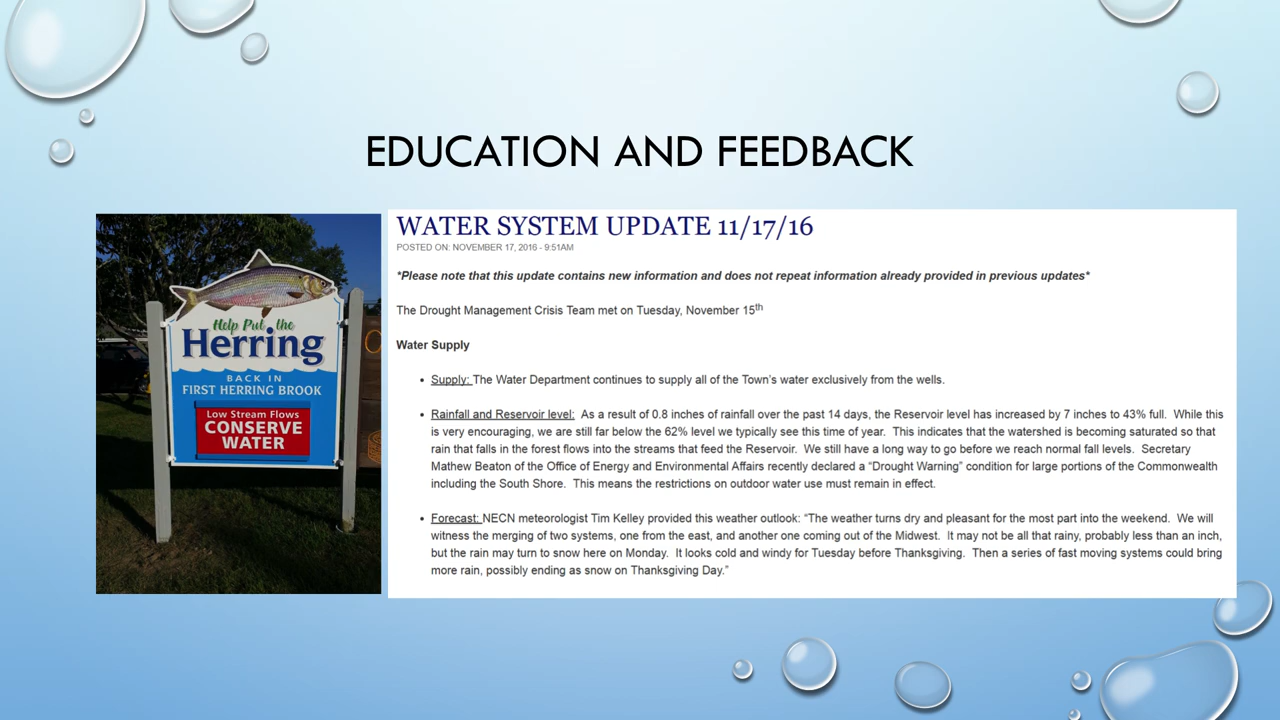 EDUCATION AND FEEDBACK
Help Put the
Herring
BACK IN
FIRST HERRING BROOK
Low Stream Flows
CONSERVE
WATER
WATER SYSTEM UPDATE 11/17/16
POSTED ON: NOVEMBER 17, 2016 - 9:51AM
*Please note that this update contains new information and does not repeat information already provided in previous updates*
The Drought Management Crisis Team met on Tuesday, November 15th
Water Supply
• Supply: The Water Department continues to supply all of the Town's water exclusively from the wells.
• Rainfall and Reservoir level: As a result of 0.8 inches of rainfall over the past 14 days, the Reservoir level has increased by 7 inches to 43% full. While this
is very encouraging, we are still far below the 62% level we typically see this time of year. This indicates that the watershed is becoming saturated so that
rain that falls in the forest flows into the streams that feed the Reservoir. We still have a long way to go before we reach normal fall levels. Secretary
Mathew Beaton of the Office of Energy and Environmental Affairs recently declared a “Drought Warning” condition for large portions of the Commonwealth
including the South Shore. This means the restrictions on outdoor water use must remain in effect.
• Forecast: NECN meteorologist Tim Kelley provided this weather outlook: “The weather turns dry and pleasant for the most part into the weekend. We will
witness the merging of two systems, one from the east, and another one coming out of the Midwest. It may not be all that rainy, probably less than an inch,
but the rain may turn to snow here on Monday. It looks cold and windy for Tuesday before Thanksgiving. Then a series of fast moving systems could bring
more rain, possibly ending as snow on Thanksgiving Day.”